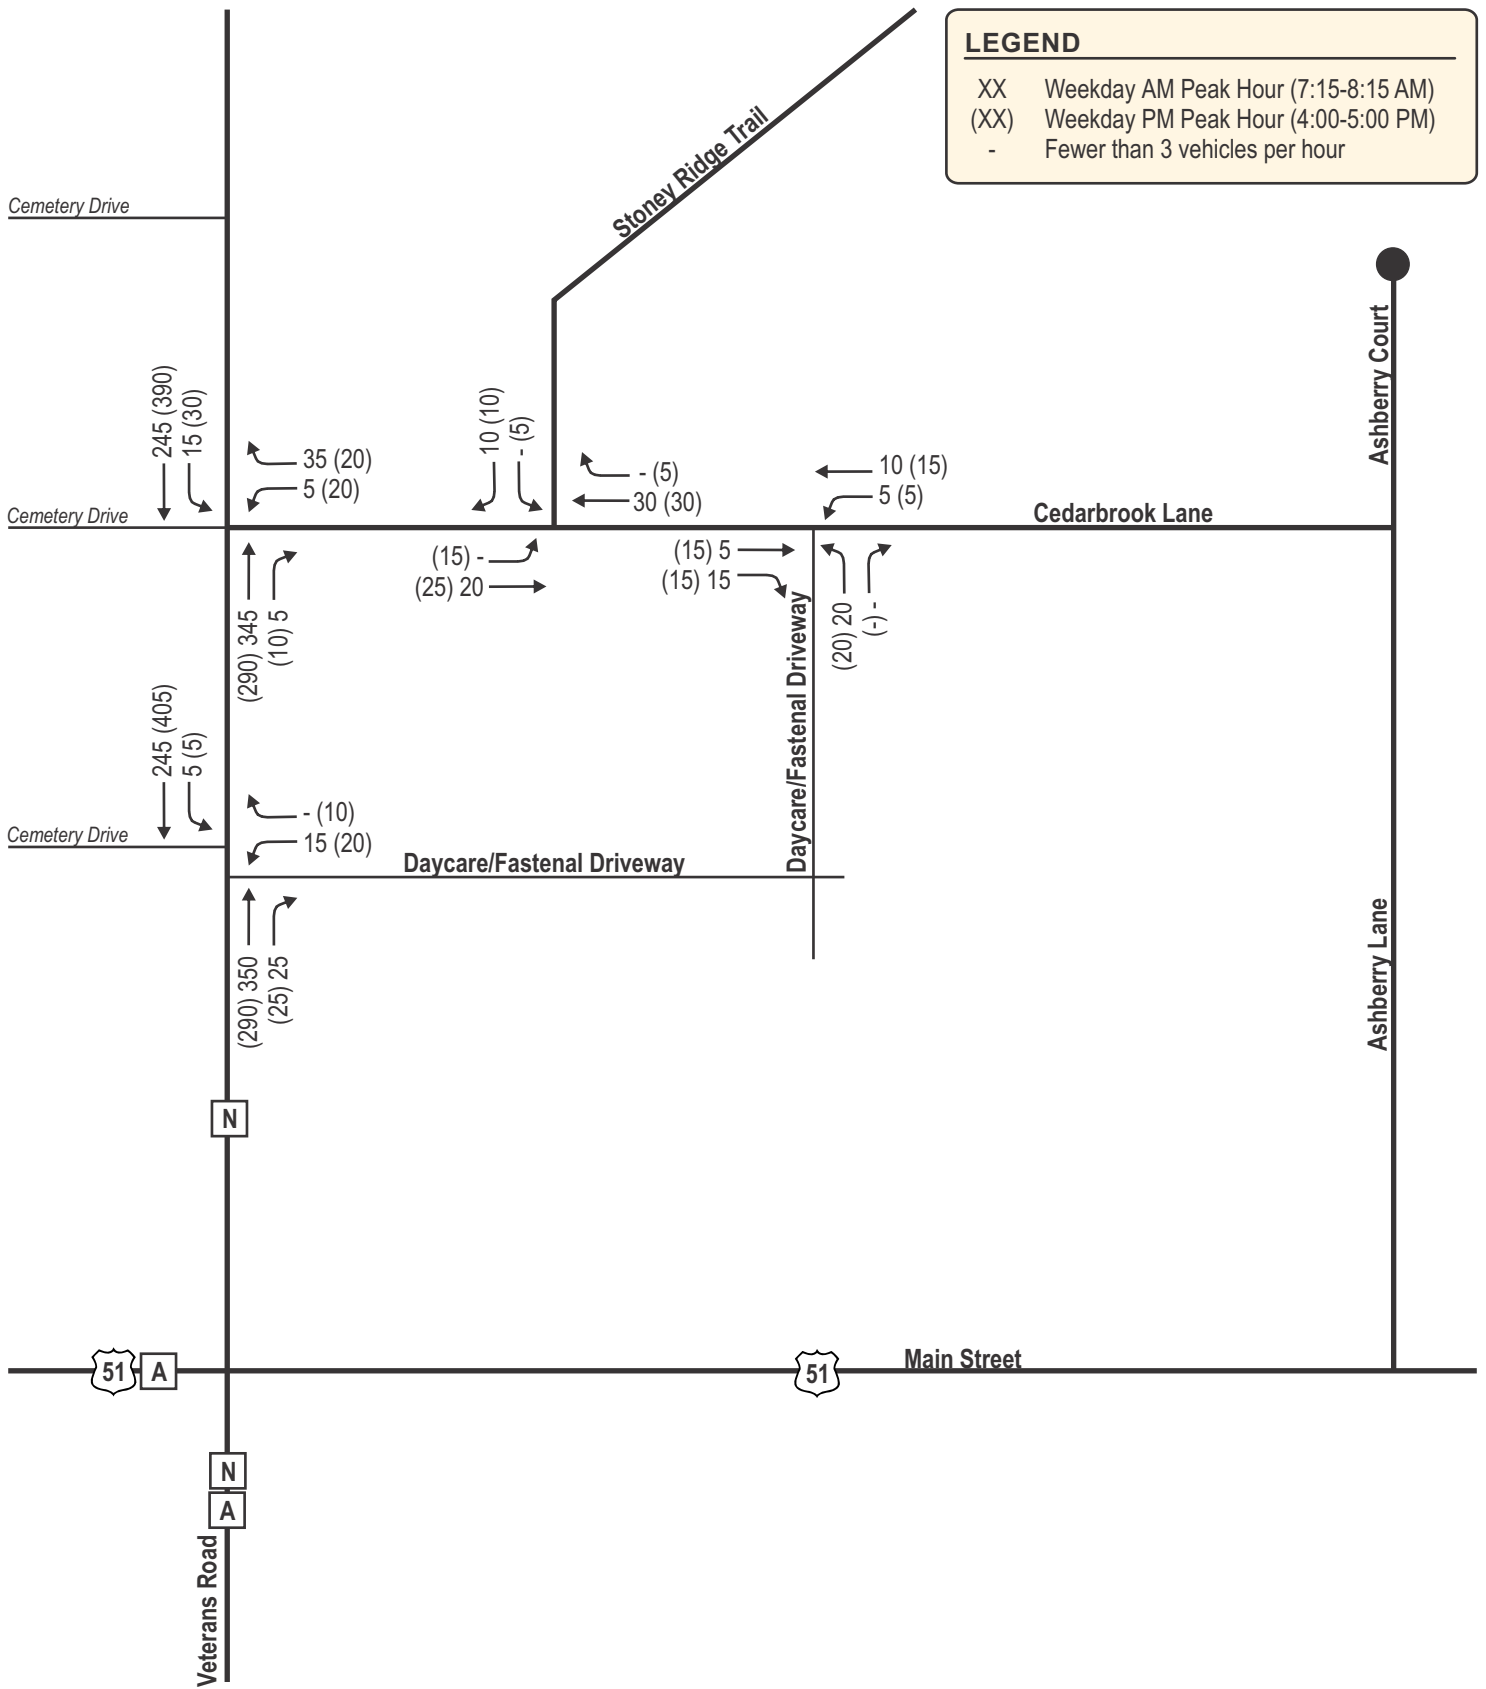 LEGEND
XX Weekday AM Peak Hour (7:15-8:15 AM)
(XX) Weekday PM Peak Hour (4:00-5:00 PM)
- Fewer than 3 vehicles per hour
Stoney Ridge Trail
Cemetery Drive
Ashberry Court
245 (390)
15 (30)
35 (20)
5 (20)
10 (10)
- (5)
- (5)
30 (30)
10 (15)
5 (5)
Cemetery Drive
Cedarbrook Lane
(290) 345
(10) 5
(15) -
(25) 20
(15) 5
(15) 15
(20) 20
(-) -
Daycare/Fastenal Driveway
245 (405)
5 (5)
- (10)
15 (20)
Cemetery Drive
Daycare/Fastenal Driveway
(290) 350
(25) 25
Ashberry Lane
N
51
A
51
Main Street
N
A
Veterans Road